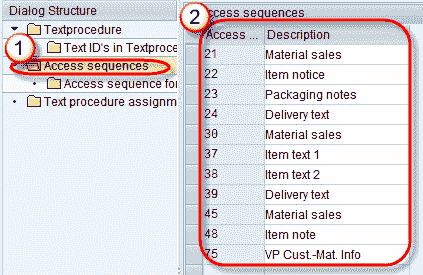 Dialog Structure
Textprocedure
1
Text ID's in Textproce
Access sequences
Access sequence for
Text procedure assignm
2
Access sequences
Access ... Description
21 Material sales
22 Item notice
23 Packaging notes
24 Delivery text
30 Material sales
37 Item text 1
38 Item text 2
39 Delivery text
45 Material sales
48 Item note
75 VP Cust.-Mat. Info